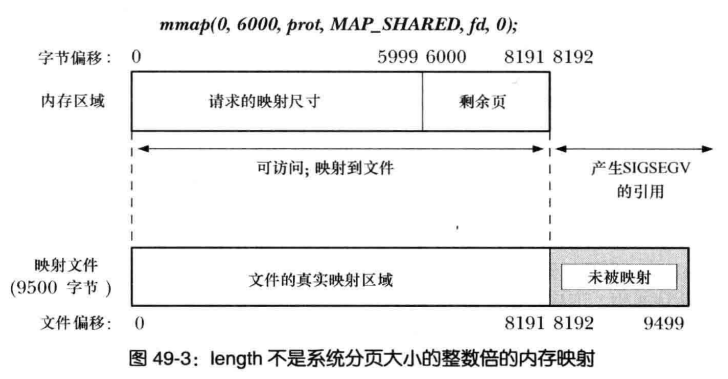 mmap(0, 6000, prot, MAP_SHARED, fd, 0);
字节偏移: 0 5999 6000 8191 8192
内存区域 请求的映射尺寸 剩余页
可访问; 映射到文件 产生SIGSEGV
的引用
映射文件
(9500 字节) 文件的真实映射区域 未被映射
文件偏移: 0 8191 8192 9499
图 49-3: length 不是系统分页大小的整数倍的内存映射